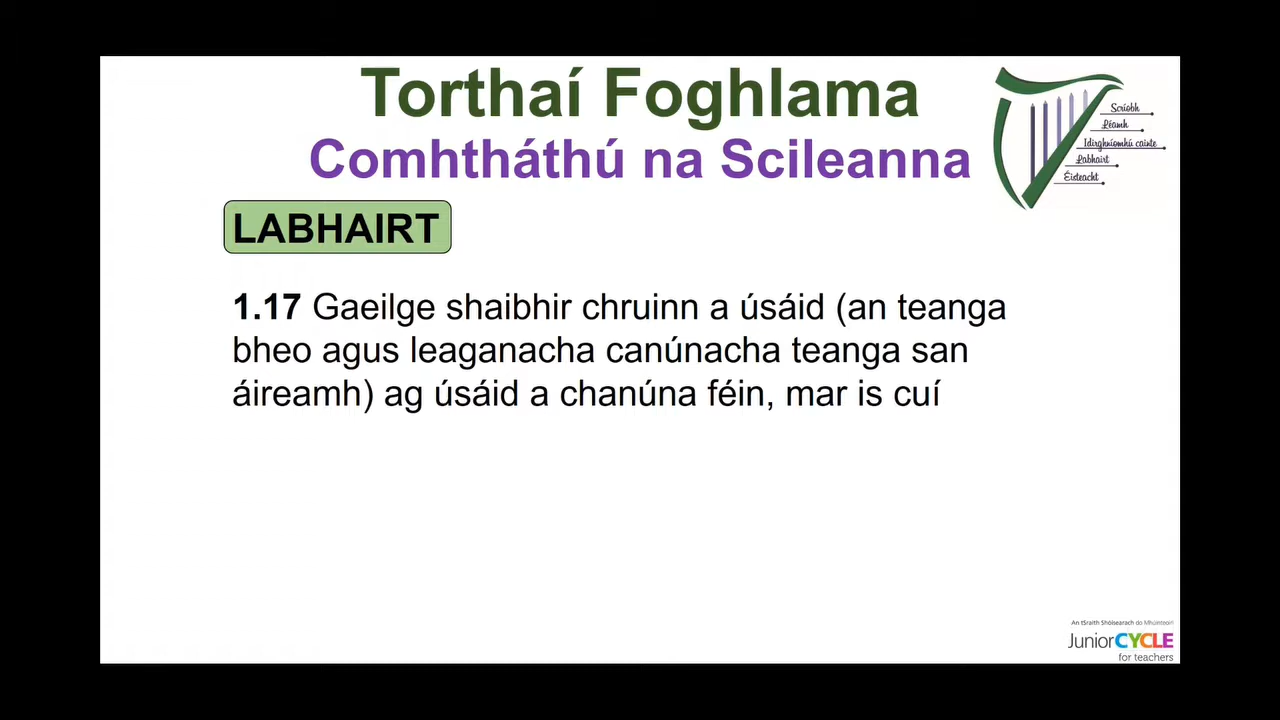 Torthaí Foghlama
Comhtháthú na Scileanna
Scríobh
Léamh
Idirghníomhú cainte
Labhairt
Éisteacht
LABHAIRT
1.17 Gaeilge shaibhir chruinn a úsáid (an teanga
bheo agus leaganacha canúnacha teanga san
áireamh) ag úsáid a chanúna féin, mar is cuí
An tSraith Shóisearach do Mhúinteoirí
JuniorCYCLE
for teachers